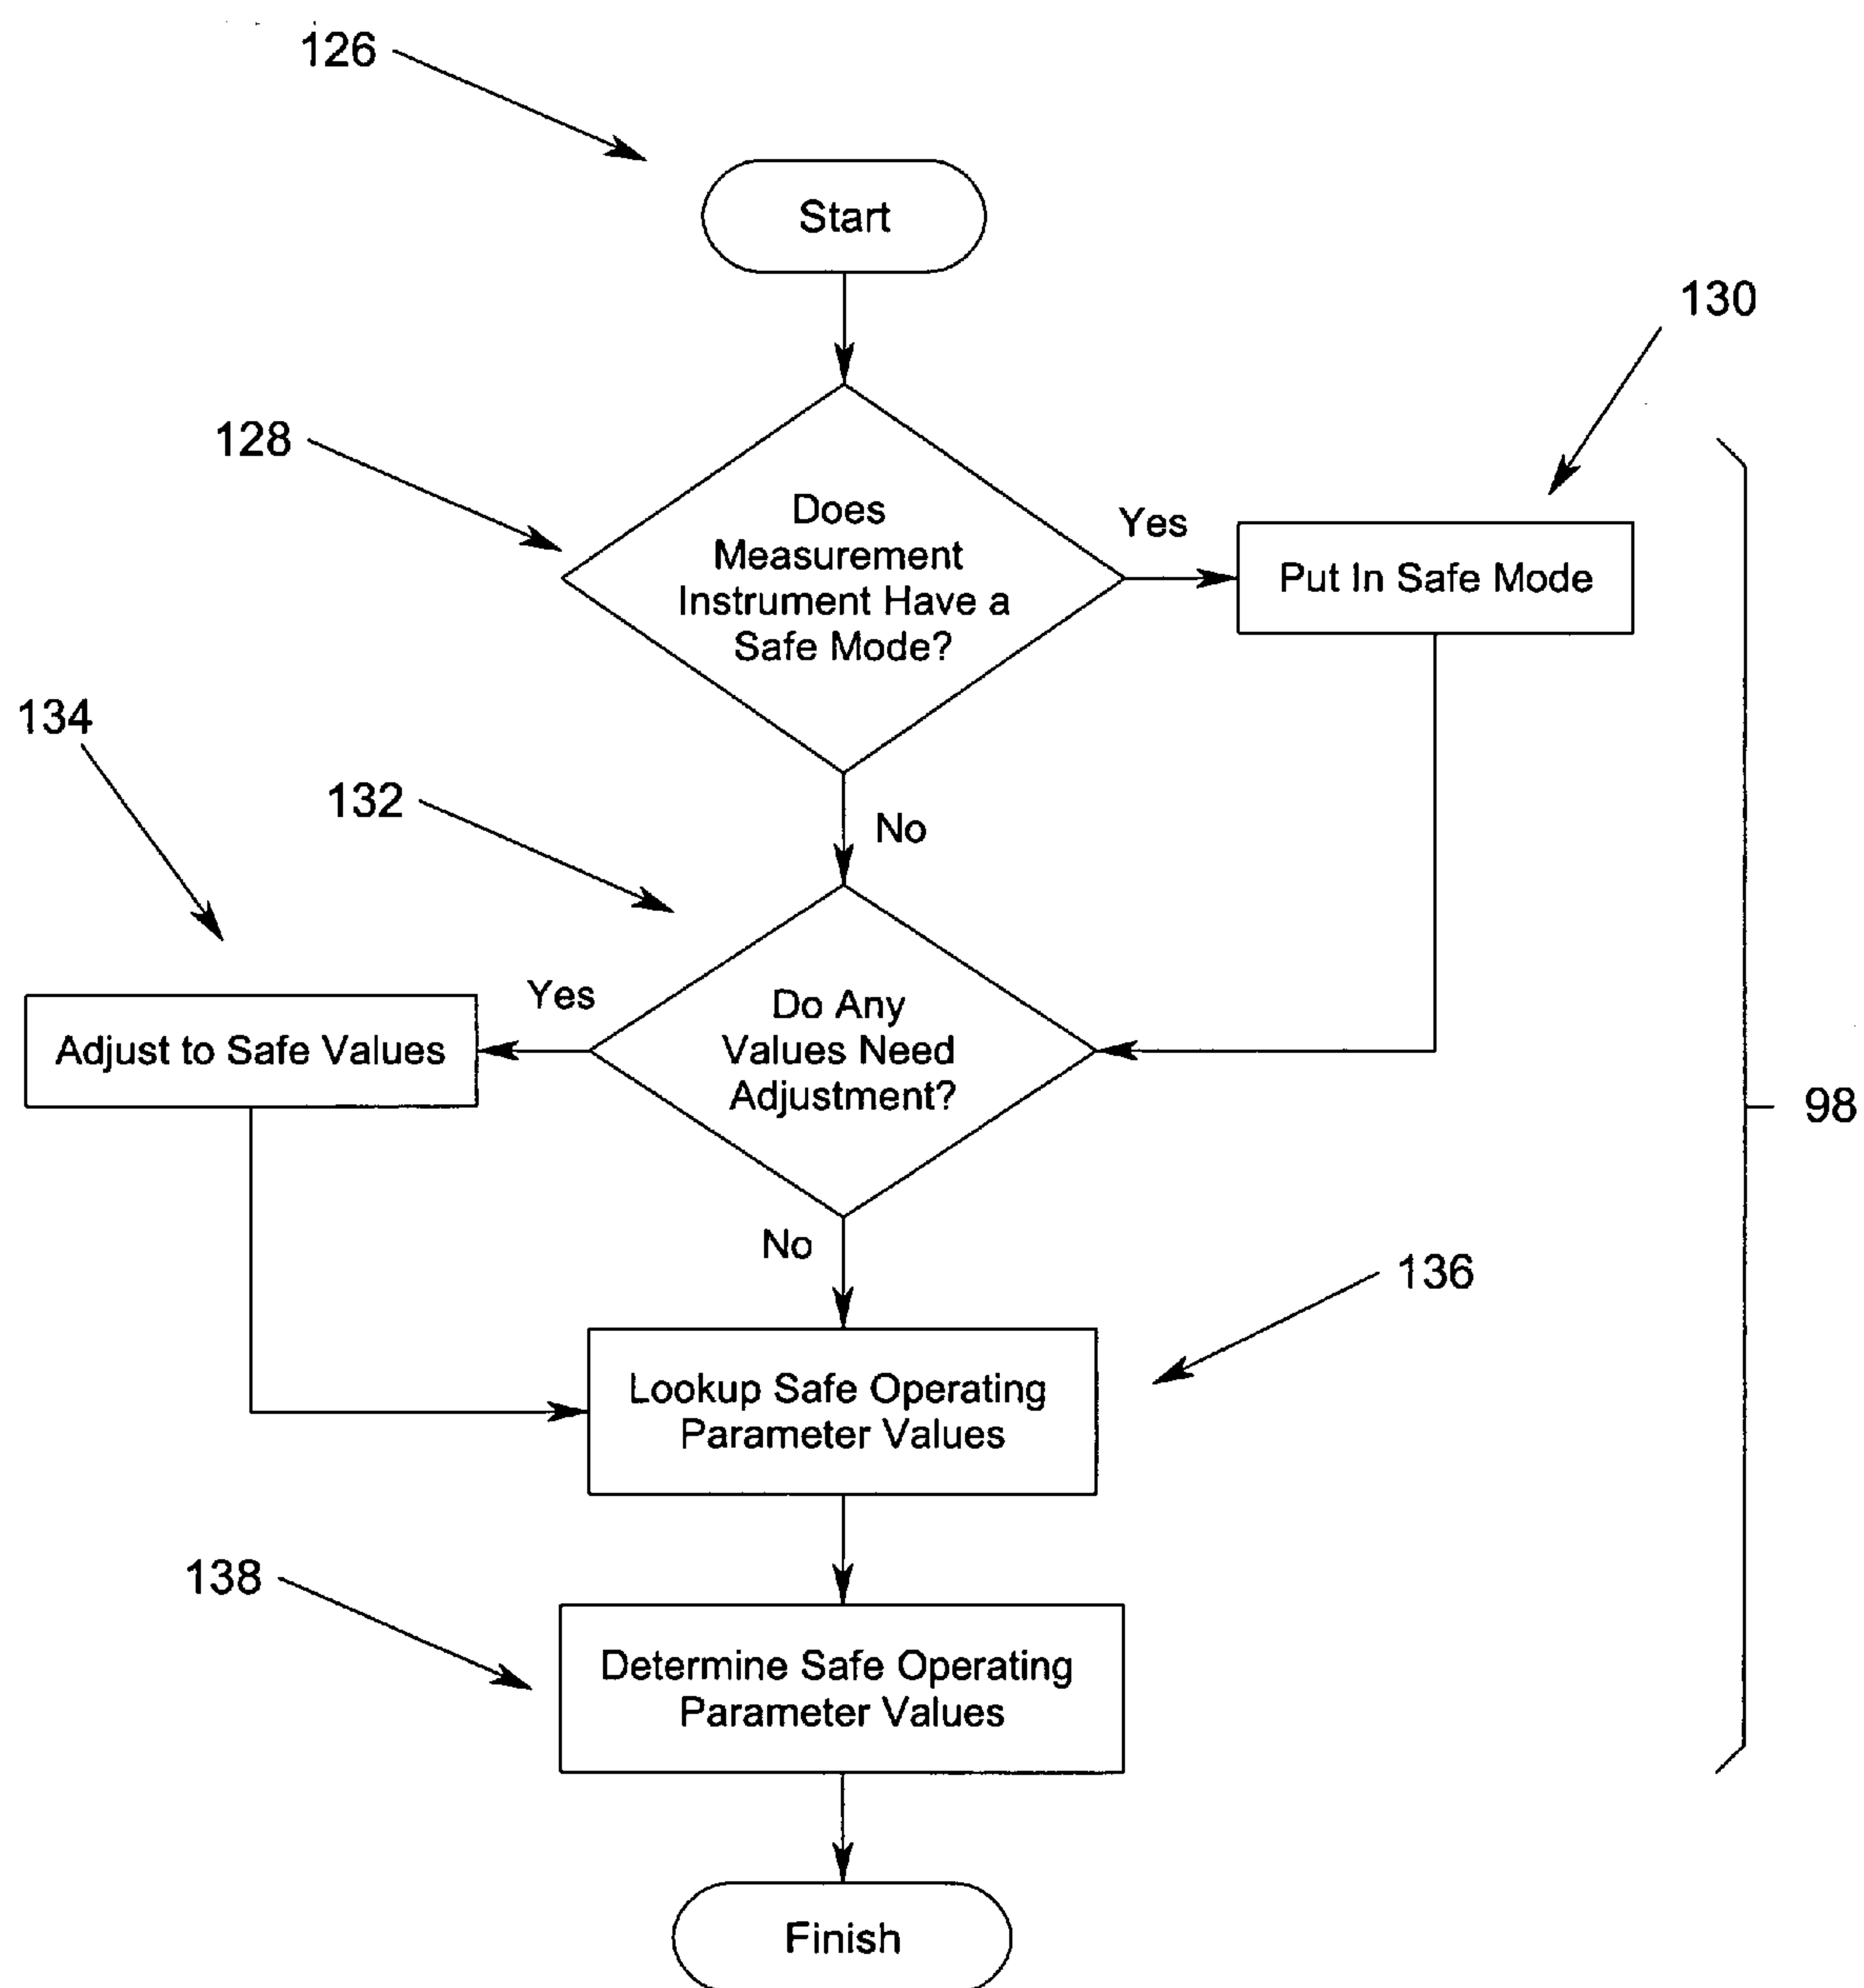 126
Start
130
128
Does
Measurement
Instrument Have a
Safe Mode?
Yes
Put In Safe Mode
134
132
No
Yes
Adjust to Safe Values
Do Any
Values Need
Adjustment?
98
No
136
Lookup Safe Operating
Parameter Values
138
Determine Safe Operating
Parameter Values
Finish